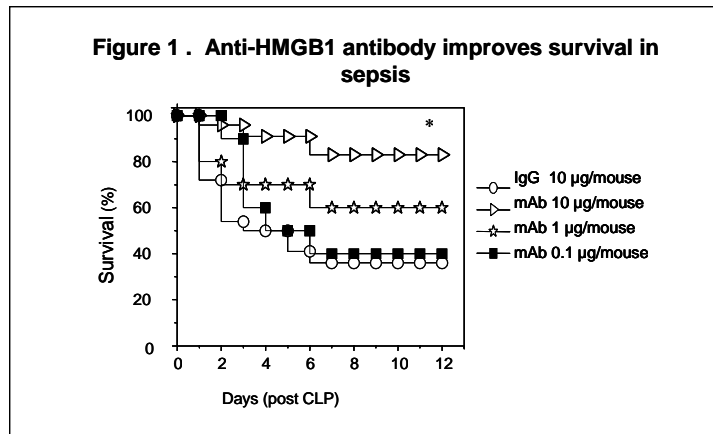 Figure 1 . Anti-HMGB1 antibody improves survival in
sepsis
100
80
60
40
20
0
Survival (%)
0 2 4 6 8 10 12
Days (post CLP)
*
IgG 10 µg/mouse
mAb 10 µg/mouse
mAb 1 µg/mouse
mAb 0.1 µg/mouse